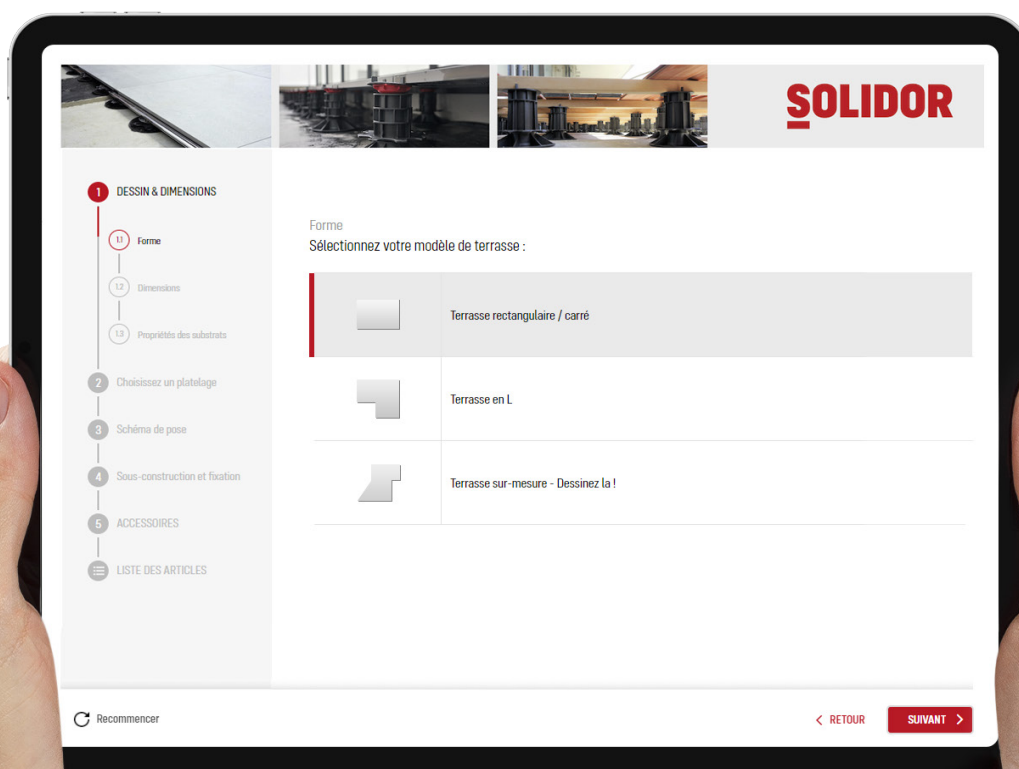 SOLIDOR
1 DESSIN & DIMENSIONS
1.1 Forme
1.2 Dimensions
1.3 Propriétés des substrats
2 Choisissez un platelage
3 Schéma de pose
4 Sous-construction et fixation
5 ACCESSOIRES
LISTE DES ARTICLES
Forme
Sélectionnez votre modèle de terrasse :
Terrasse rectangulaire / carré
Terrasse en L
Terrasse sur-mesure - Dessinez la !
Recommencer
< RETOUR
SUIVANT >